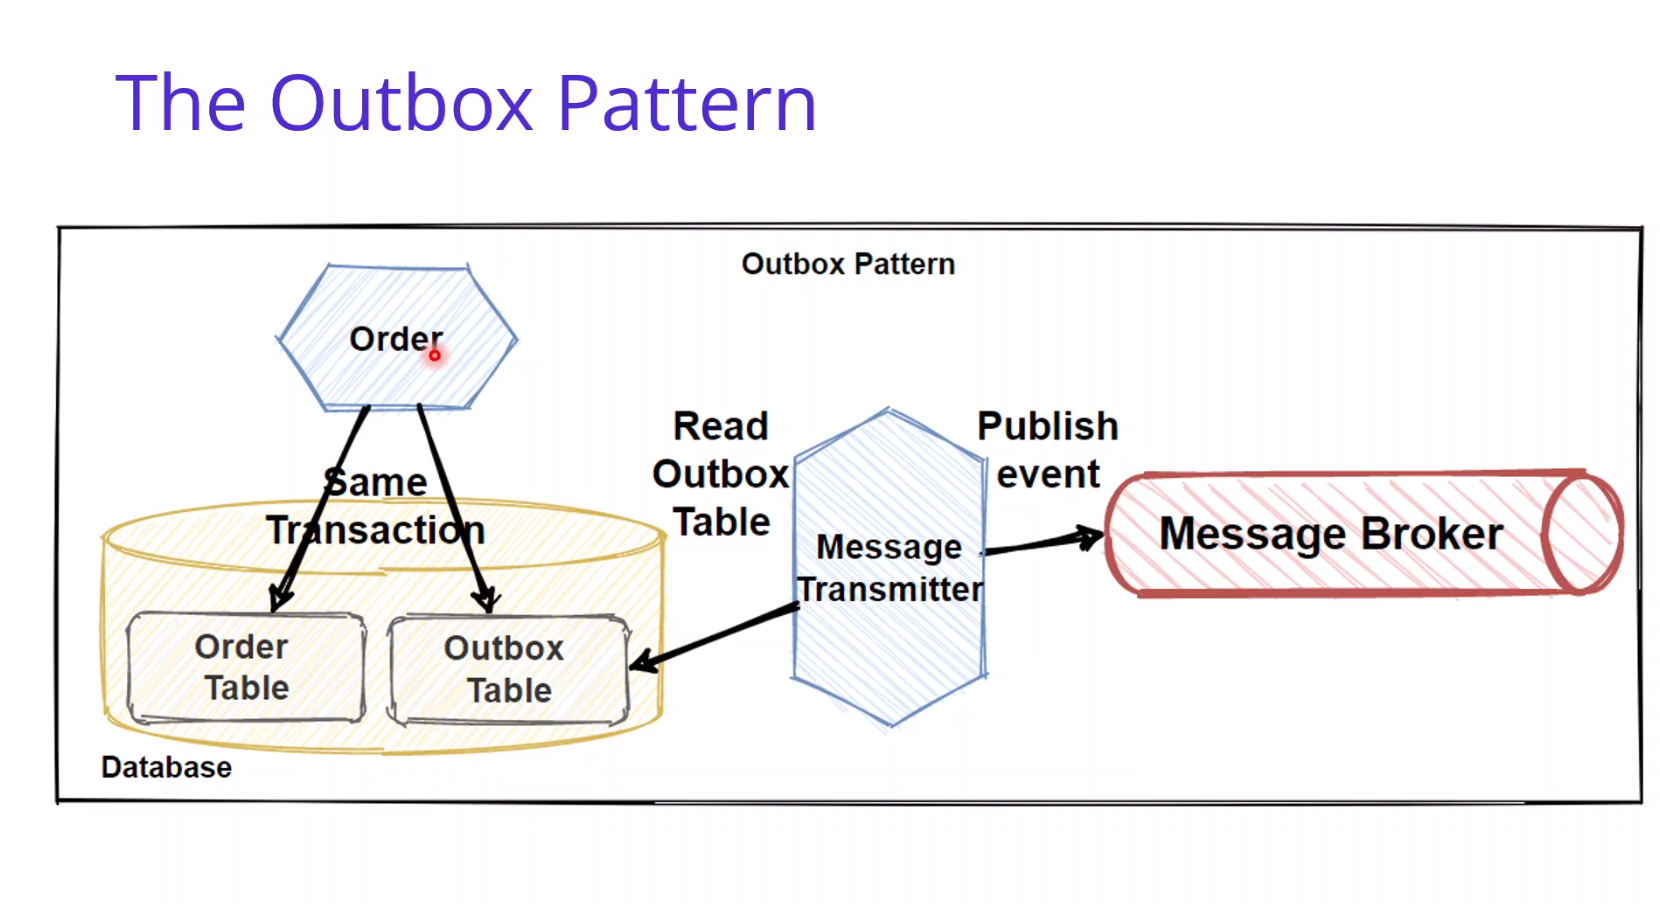 The Outbox Pattern
Outbox Pattern
Order
Same
Transaction
Order
Table
Outbox
Table
Database
Read
Outbox
Table
Message
Transmitter
Publish
event
Message Broker